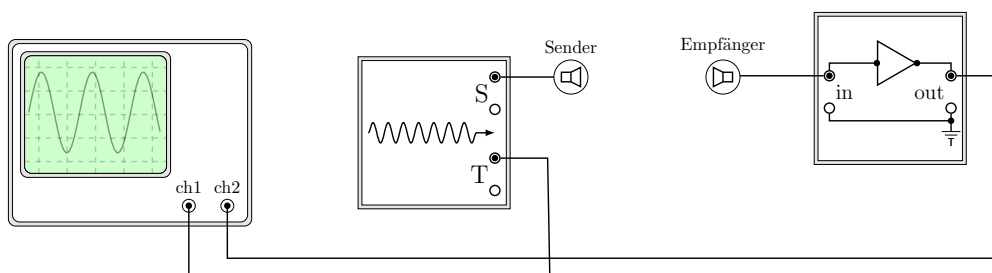 Sender
Empfänger
S
in
out
T
ch1
ch2